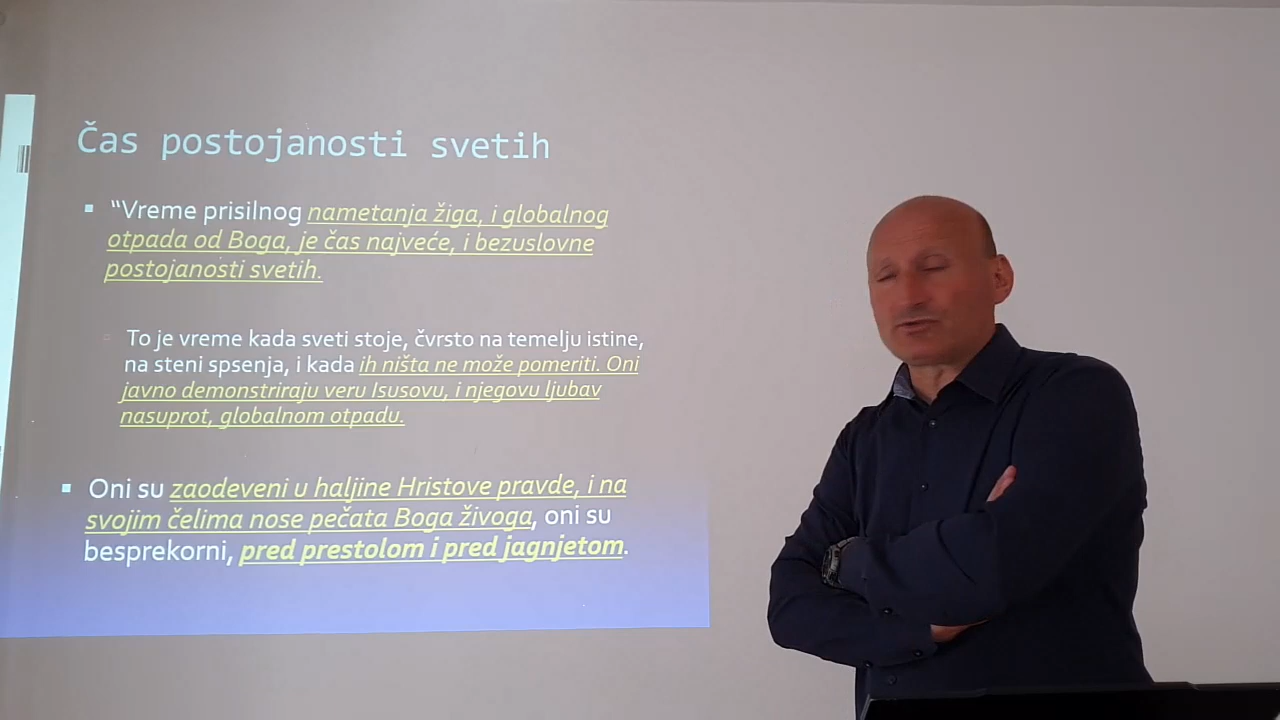 Čas postojanosti svetih
“Vreme prisilnog nametanja žiga, i globalnog
otpada od Boga, je čas najveće, i bezuslovne
postojanosti svetih.
To je vreme kada sveti stoje, čvrsto na temelju istine,
na steni spsenja, i kada ih ništa ne može pomeriti. Oni
javno demonstriraju veru Isusovu, i njegovu ljubav
nasuprot, globalnom otpadu.
Oni su zaodeveni u haljine Hristove pravde, i na
svojim čelima nose pečata Boga živoga, oni su
besprekorni, pred prestolom i pred jagnjetom.